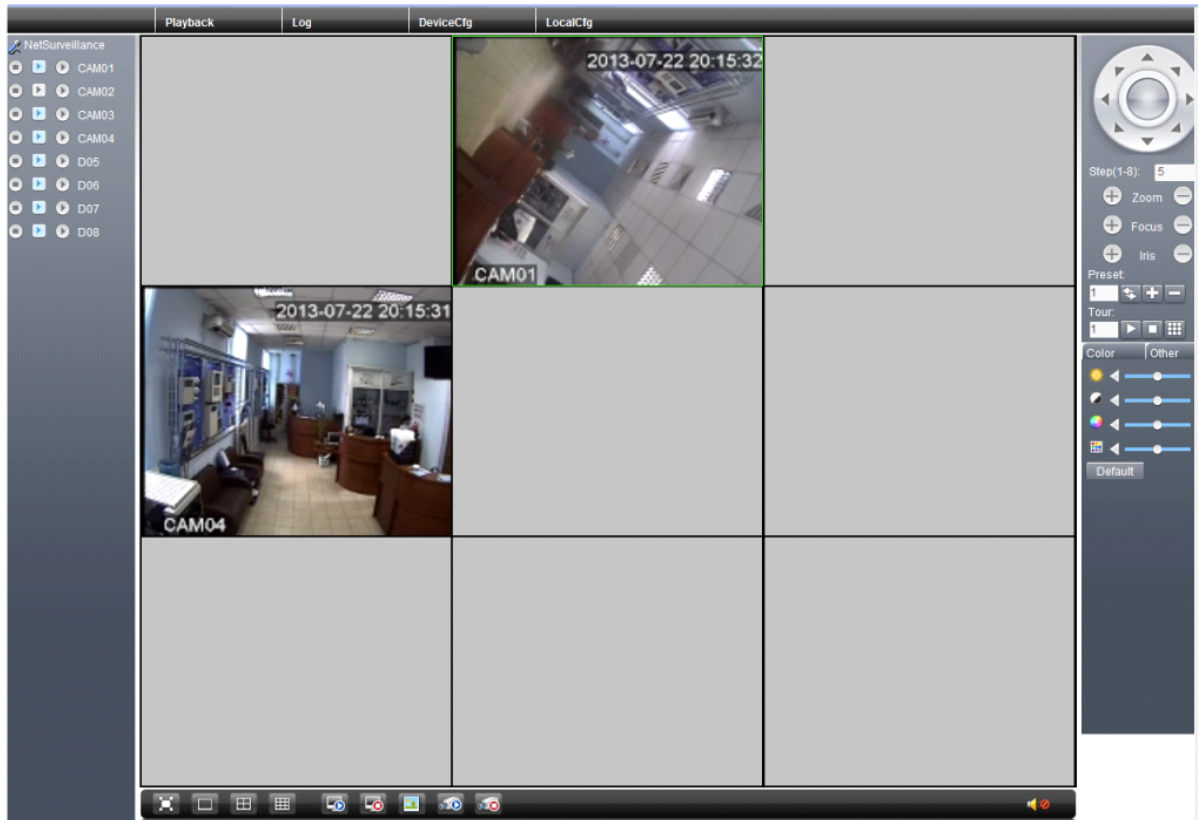 Playback Log DeviceCfg LocalCfg
NetSurveillance
CAM01
CAM02
CAM03
CAM04
D05
D06
D07
D08
2013-07-22 20:15:32
CAM01
2013-07-22 20:15:31
CAM04
Step(1-8): 5
Zoom
Focus
Iris
Preset:
1
Tour:
1
Color Other
Default